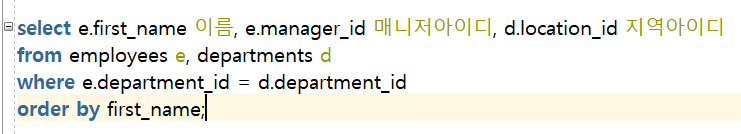 select e.first_name 이름, e.manager_id 매니저아이디, d.location_id 지역아이디
from employees e, departments d
where e.department_id = d.department_id
order by first_name;